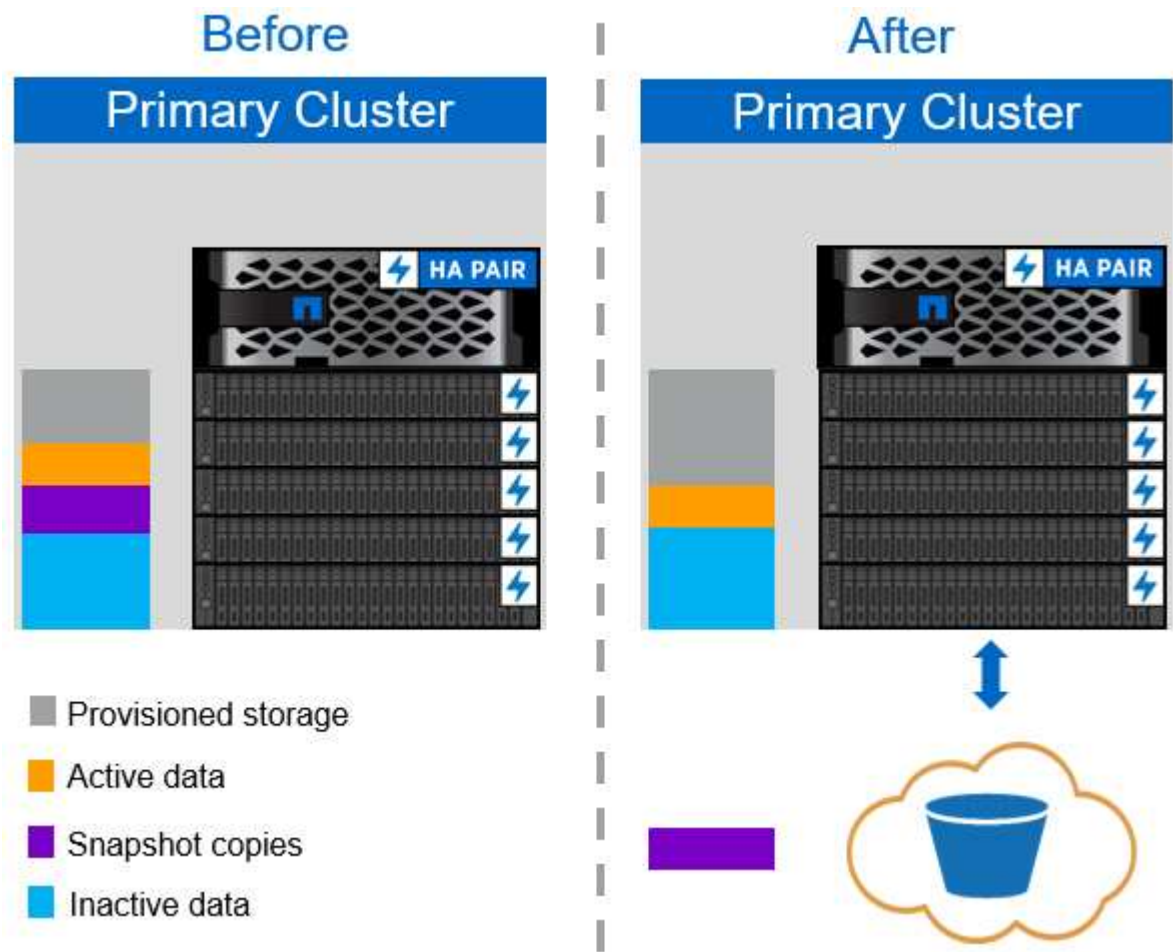 Before
After
Primary Cluster
Primary Cluster
HA PAIR
HA PAIR
Provisioned storage
Active data
Snapshot copies
Inactive data